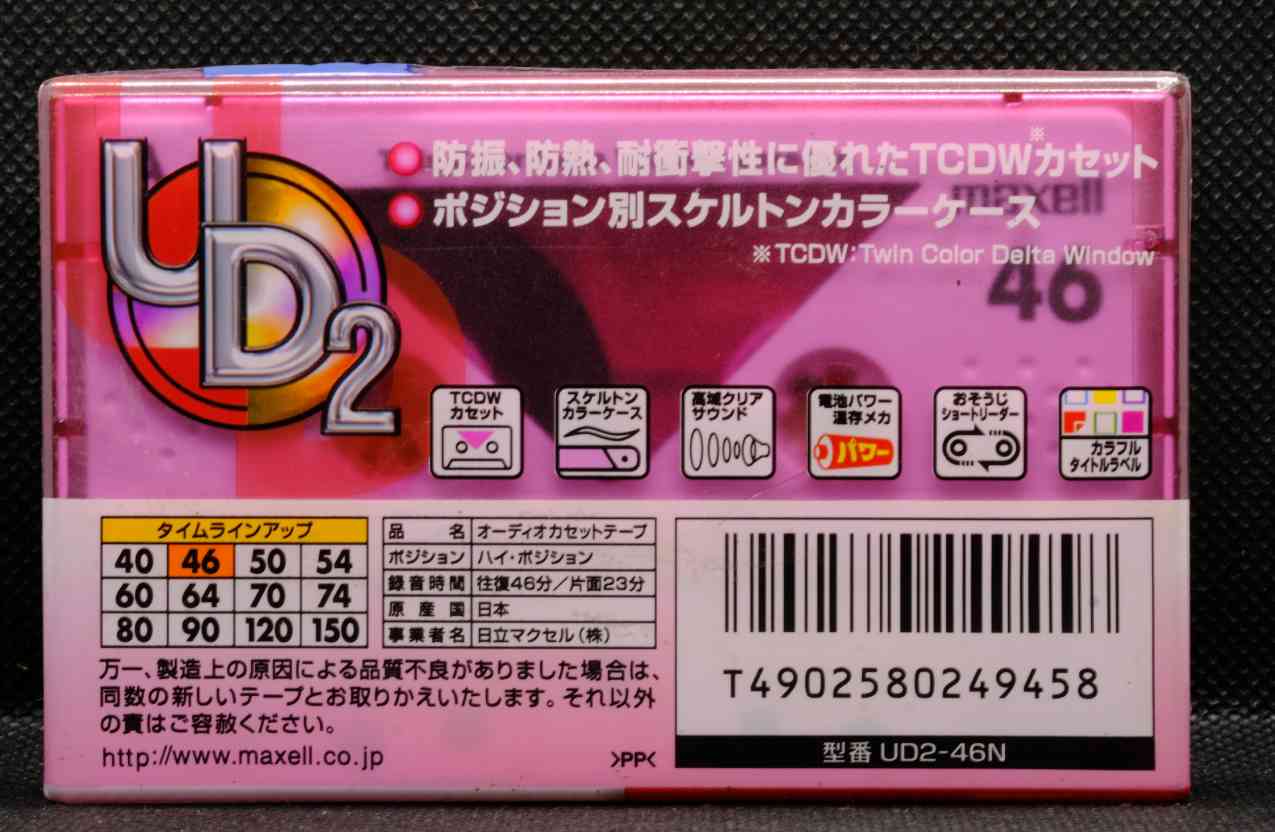 UD2
※
● 防振、防熱、耐衝撃性に優れたTCDWカセット
● ポジション別スケルトンカラーケース
maxell
※TCDW:Twin Color Delta Window
46
TCDW
カセット
スケルトン
カラーケース
高域クリア
サウンド
電池パワー
温存メカ
パワー
おそうじ
ショートリーダー
カラフル
タイトルラベル
タイムラインアップ
40 46 50 54
60 64 70 74
80 90 120 150
品名 オーディオカセットテープ
ポジション ハイ・ポジション
録音時間 往復46分/片面23分
原産国 日本
事業者名 日立マクセル(株)
万一、製造上の原因による品質不良がありました場合は、
同数の新しいテープとお取りかえいたします。それ以外
の責はご容赦ください。
http://www.maxell.co.jp
>PP<
T4902580249458
型番 UD2-46N